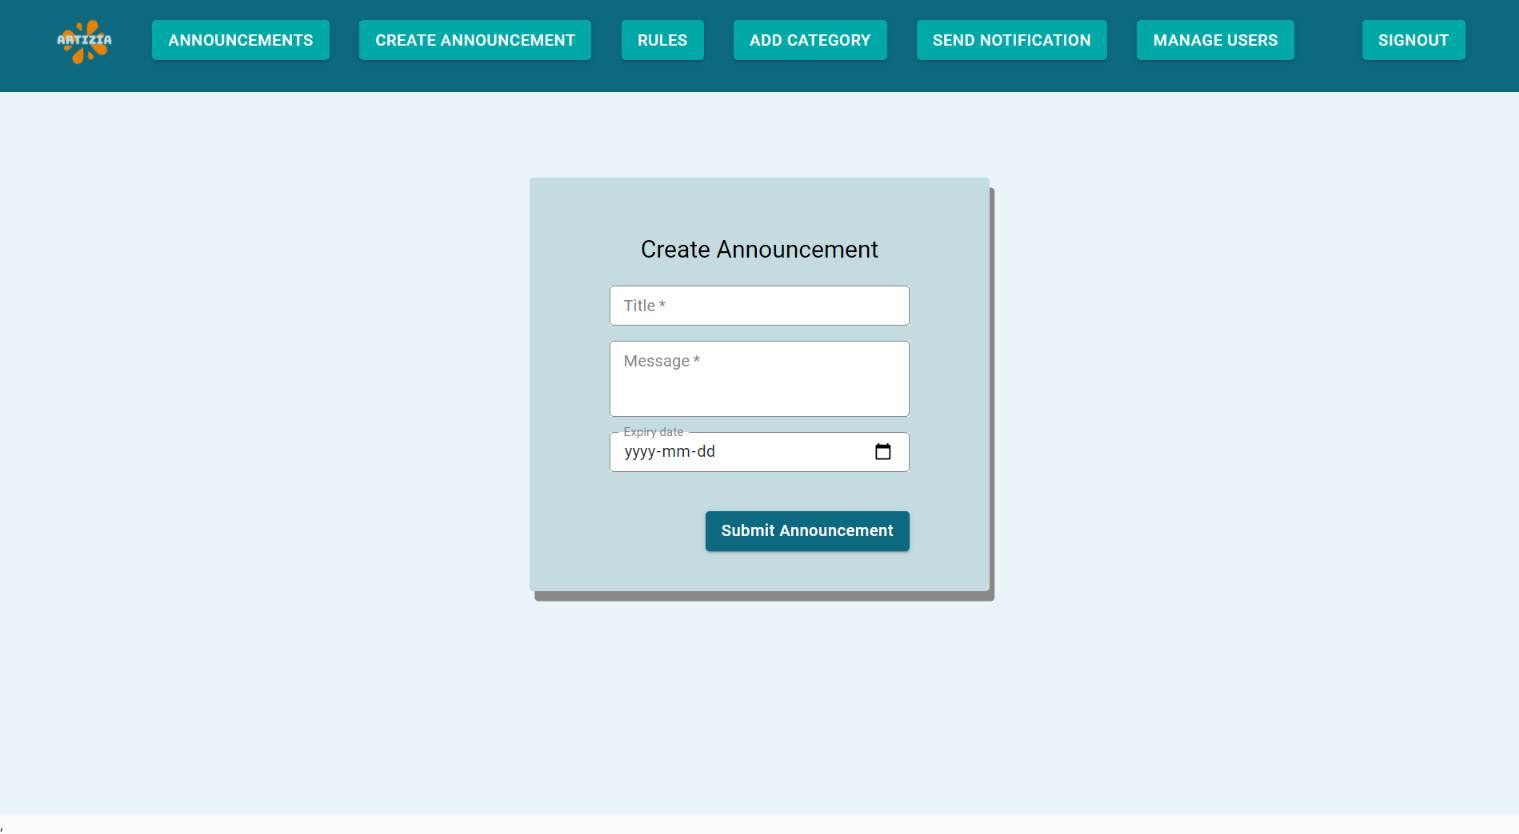 ARTIZIA
ANNOUNCEMENTS
CREATE ANNOUNCEMENT
RULES
ADD CATEGORY
SEND NOTIFICATION
MANAGE USERS
SIGNOUT
Create Announcement
Title *
Message *
Expiry date
yyyy-mm-dd
Submit Announcement
,